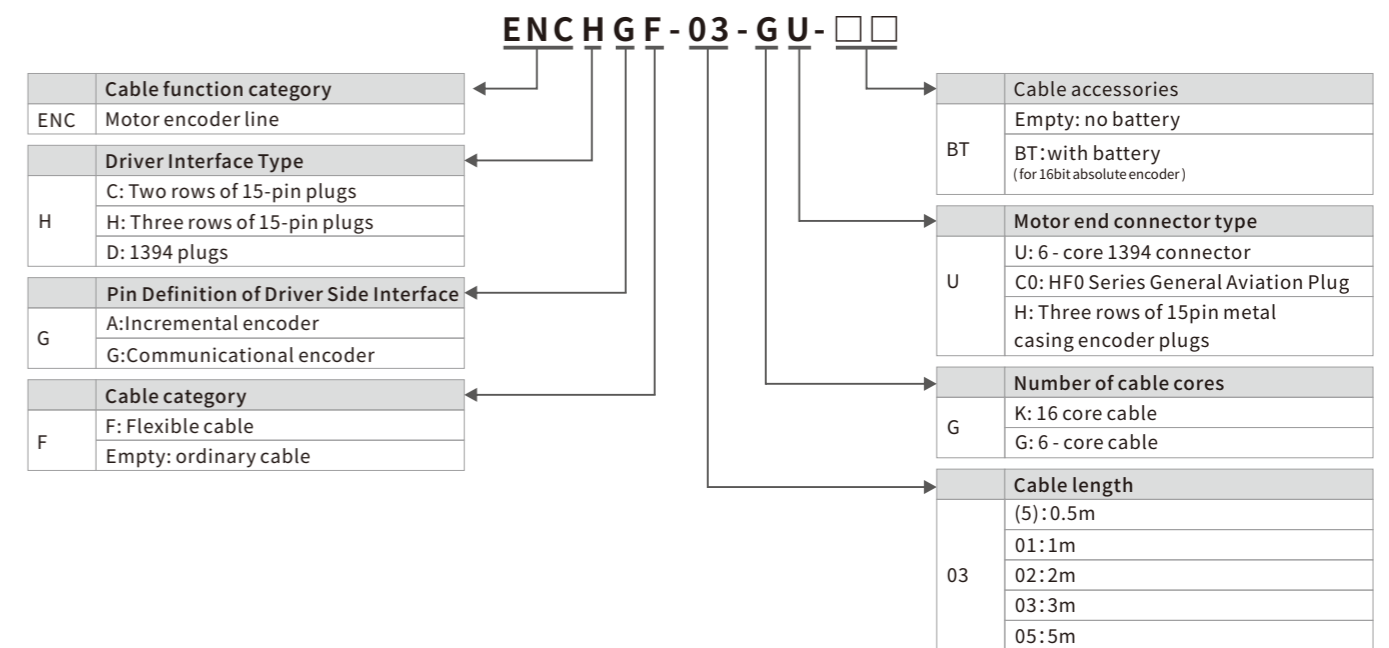 ENCHGF-03-GU-□□
Cable function category
ENC
Motor encoder line
Driver Interface Type
H
C: Two rows of 15-pin plugs
H: Three rows of 15-pin plugs
D: 1394 plugs
Pin Definition of Driver Side Interface
G
A:Incremental encoder
G:Communicational encoder
Cable category
F
F: Flexible cable
Empty: ordinary cable
Cable accessories
BT
Empty: no battery
BT:with battery
(for 16bit absolute encoder)
Motor end connector type
U
U: 6 - core 1394 connector
C0: HF0 Series General Aviation Plug
H: Three rows of 15pin metal
casing encoder plugs
Number of cable cores
G
K: 16 core cable
G: 6 - core cable
Cable length
03
(5):0.5m
01:1m
02:2m
03:3m
05:5m